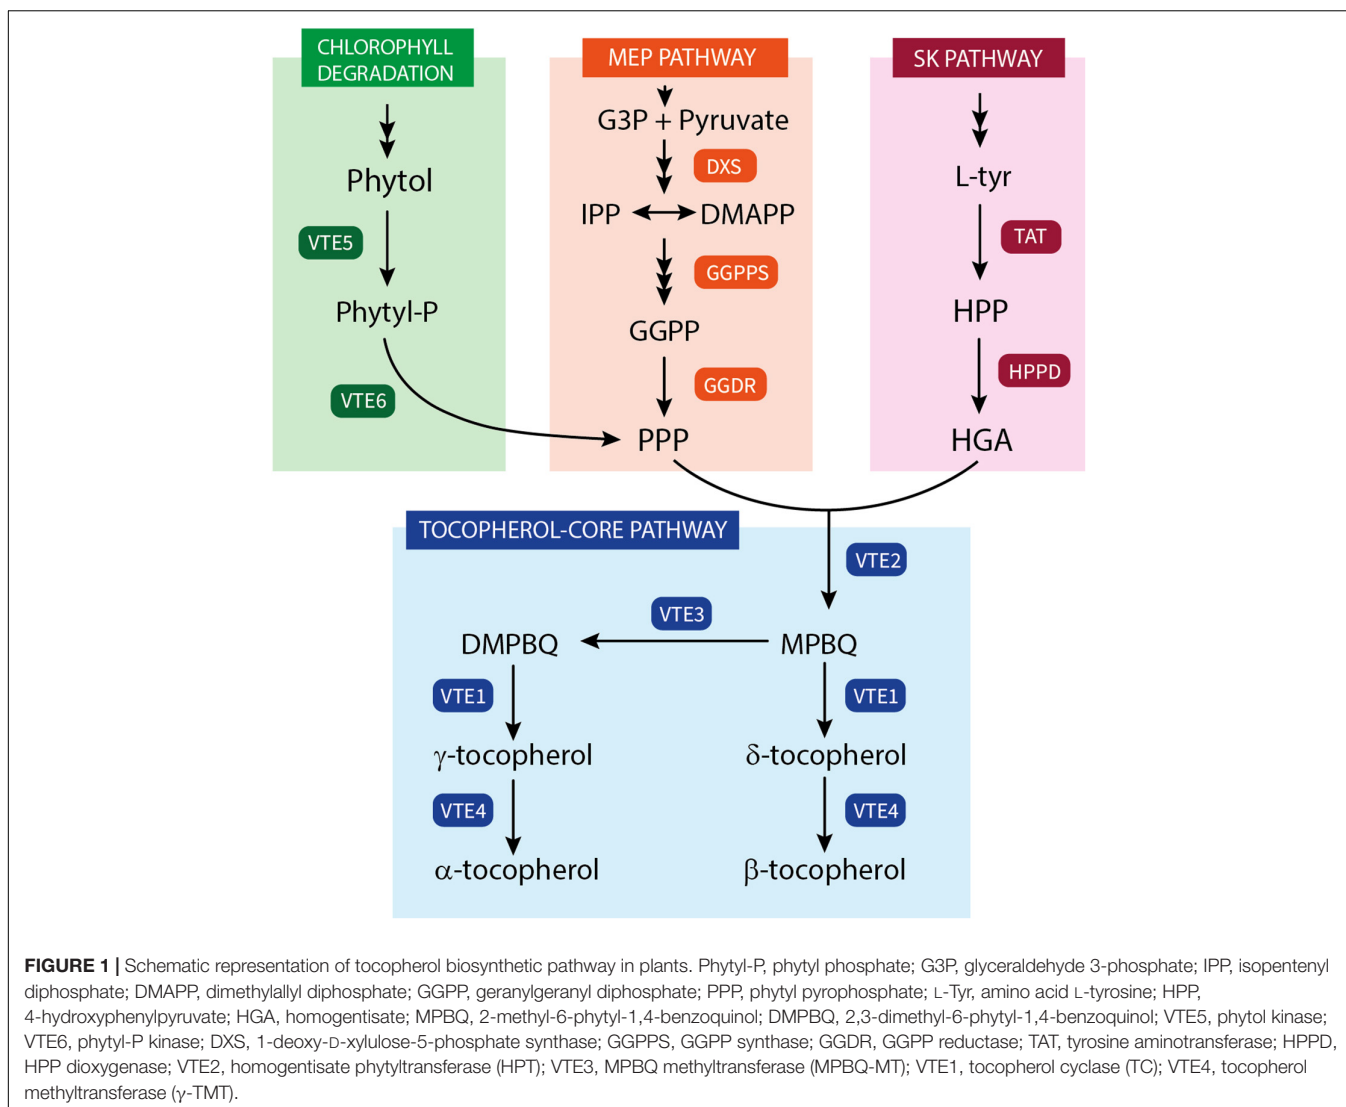 CHLOROPHYLL
DEGRADATION
Phytol
VTE5
Phytyl-P
VTE6
MEP PATHWAY
G3P + Pyruvate
DXS
IPP
DMAPP
GGPPS
GGPP
GGDR
PPP
SK PATHWAY
L-tyr
TAT
HPP
HPPD
HGA
TOCOPHEROL-CORE PATHWAY
VTE2
VTE3
DMPBQ
MPBQ
VTE1
VTE1
γ-tocopherol
δ-tocopherol
VTE4
VTE4
α-tocopherol
β-tocopherol
FIGURE 1 | Schematic representation of tocopherol biosynthetic pathway in plants. Phytyl-P, phytyl phosphate; G3P, glyceraldehyde 3-phosphate; IPP, isopentenyl
diphosphate; DMAPP, dimethylallyl diphosphate; GGPP, geranylgeranyl diphosphate; PPP, phytyl pyrophosphate; L-Tyr, amino acid L-tyrosine; HPP,
4-hydroxyphenylpyruvate; HGA, homogentisate; MPBQ, 2-methyl-6-phytyl-1,4-benzoquinol; DMPBQ, 2,3-dimethyl-6-phytyl-1,4-benzoquinol; VTE5, phytol kinase;
VTE6, phytyl-P kinase; DXS, 1-deoxy-D-xylulose-5-phosphate synthase; GGPPS, GGPP synthase; GGDR, GGPP reductase; TAT, tyrosine aminotransferase; HPPD,
HPP dioxygenase; VTE2, homogentisate phytyltransferase (HPT); VTE3, MPBQ methyltransferase (MPBQ-MT); VTE1, tocopherol cyclase (TC); VTE4, tocopherol
methyltransferase (γ-TMT).